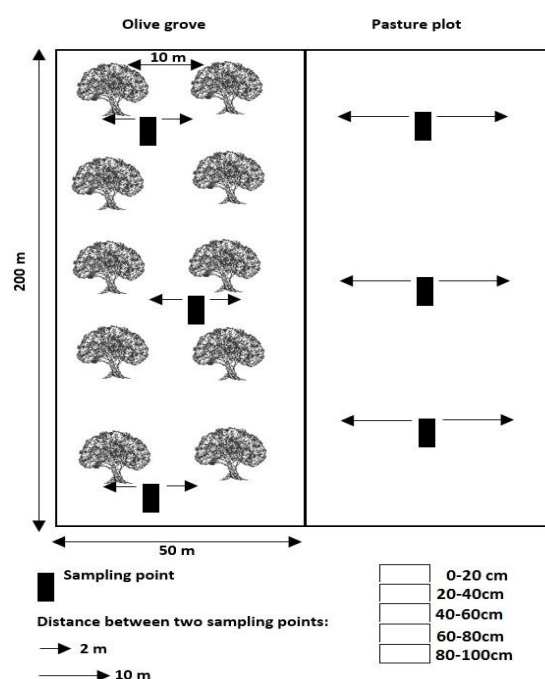 Olive grove
Pasture plot
10 m
200 m
50 m
Sampling point
Distance between two sampling points:
2 m
10 m
0-20 cm
20-40cm
40-60cm
60-80cm
80-100cm